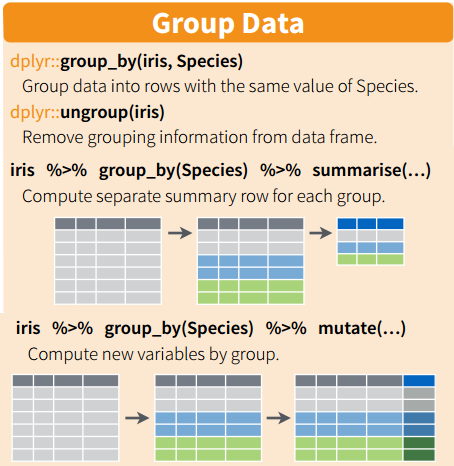 Group Data
dplyr::group_by(iris, Species)
Group data into rows with the same value of Species.
dplyr::ungroup(iris)
Remove grouping information from data frame.
iris %>% group_by(Species) %>% summarise(…)
Compute separate summary row for each group.
iris %>% group_by(Species) %>% mutate(…)
Compute new variables by group.